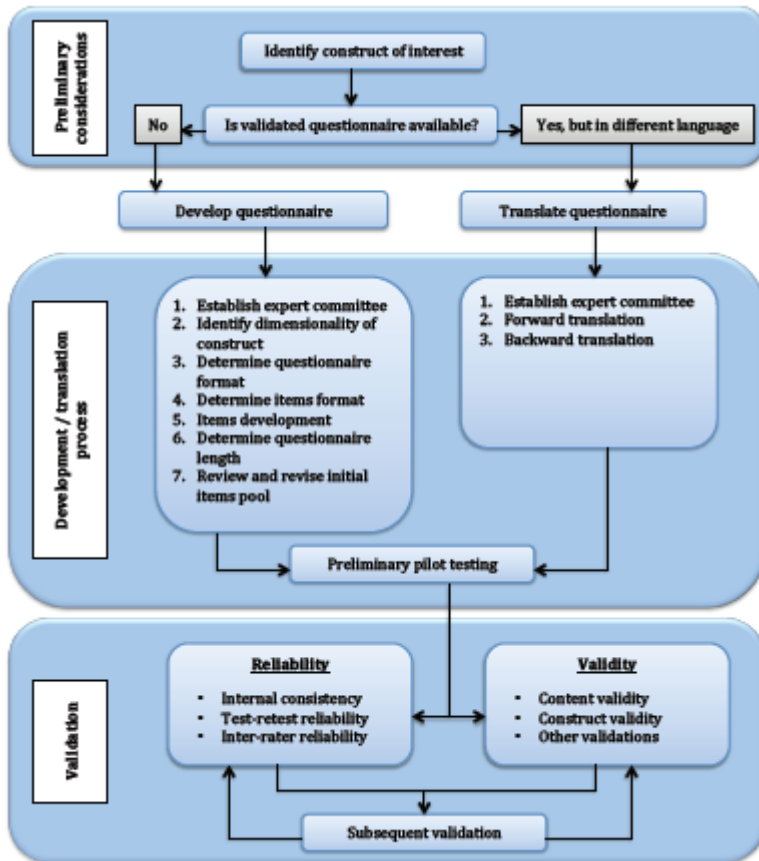 Preliminary
considerations
Identify construct of interest
Is validated questionnaire available?
No
Yes, but in different language
Develop questionnaire
Translate questionnaire
Development / translation
process
1. Establish expert committee
2. Identify dimensionality of
construct
3. Determine questionnaire
format
4. Determine items format
5. Items development
6. Determine questionnaire
length
7. Review and revise initial
items pool
1. Establish expert committee
2. Forward translation
3. Backward translation
Preliminary pilot testing
Validation
Reliability
▪ Internal consistency
▪ Test-retest reliability
▪ Inter-rater reliability
Validity
▪ Content validity
▪ Construct validity
▪ Other validations
Subsequent validation